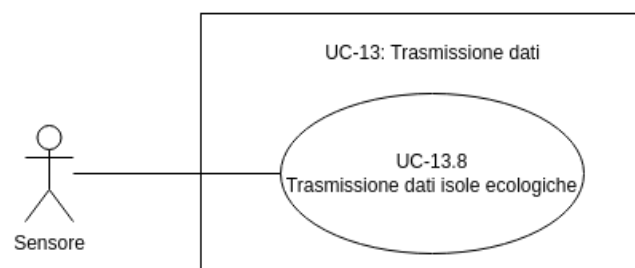 UC-13: Trasmissione dati
UC-13.8
Trasmissione dati isole ecologiche
Sensore